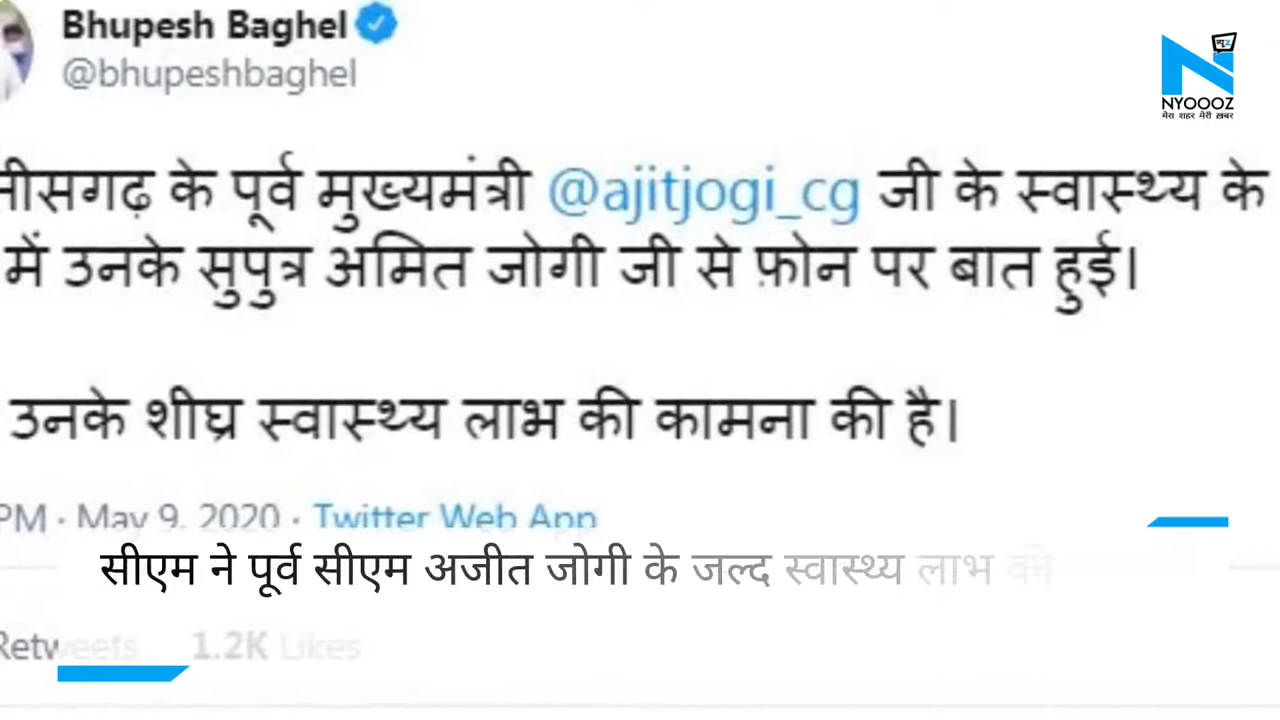 Bhupesh Baghel
@bhupeshbaghel
न्यूz
NYOOOZ
मेरा शहर मेरी ख़बर
तीसगढ़ के पूर्व मुख्यमंत्री @ajitjogi_cg जी के स्वास्थ्य के
में उनके सुपुत्र अमित जोगी जी से फ़ोन पर बात हुई।
उनके शीघ्र स्वास्थ्य लाभ की कामना की है।
PM · May 9, 2020 · Twitter Web App
सीएम ने पूर्व सीएम अजीत जोगी के जल्द स्वास्थ्य लाभ की
Retweets 1.2K Likes